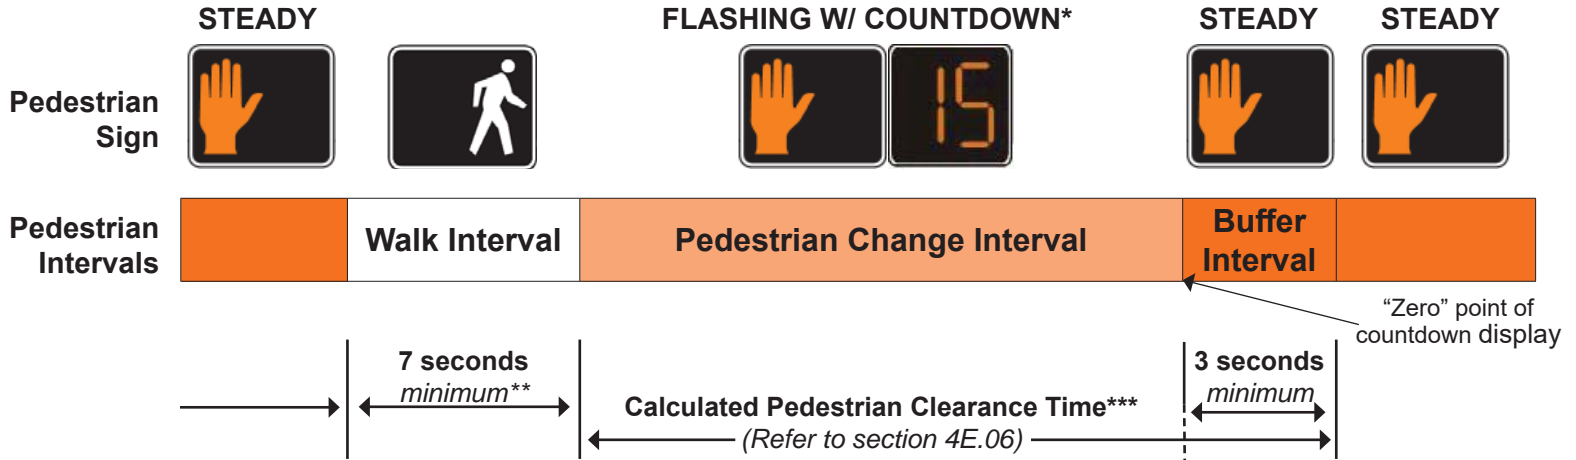 STEADY
FLASHING W/ COUNTDOWN*
STEADY
STEADY
Pedestrian
Sign
15
Pedestrian
Intervals
Walk Interval
Pedestrian Change Interval
Buffer
Interval
“Zero” point of
countdown display
7 seconds
minimum**
3 seconds
minimum
Calculated Pedestrian Clearance Time***
(Refer to section 4E.06)